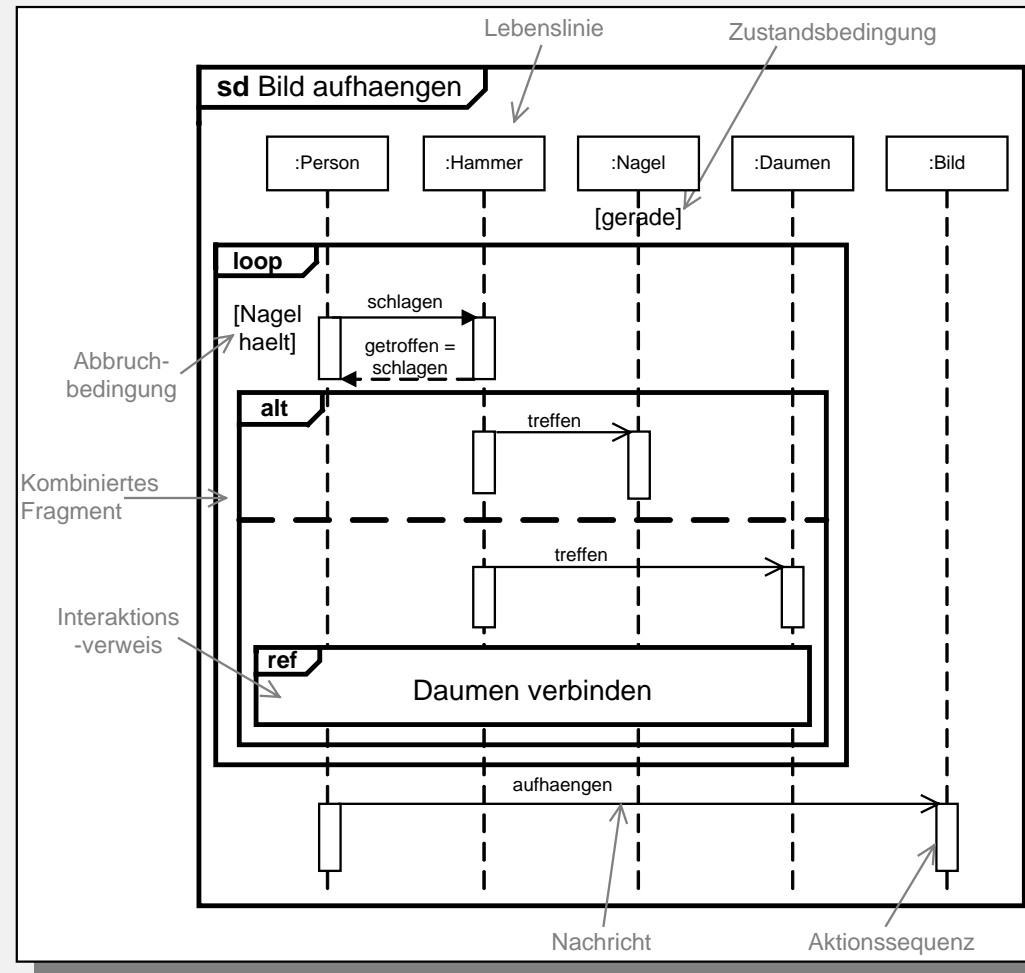 Lebenslinie
Zustandsbedingung
sd Bild aufhaengen
:Person
:Hammer
:Nagel
:Daumen
:Bild
[gerade]
loop
[Nagel
haelt]
schlagen
getroffen =
schlagen
Abbruch-
bedingung
alt
treffen
Kombiniertes
Fragment
treffen
Interaktions
-verweis
ref
Daumen verbinden
aufhaengen
Nachricht
Aktionssequenz